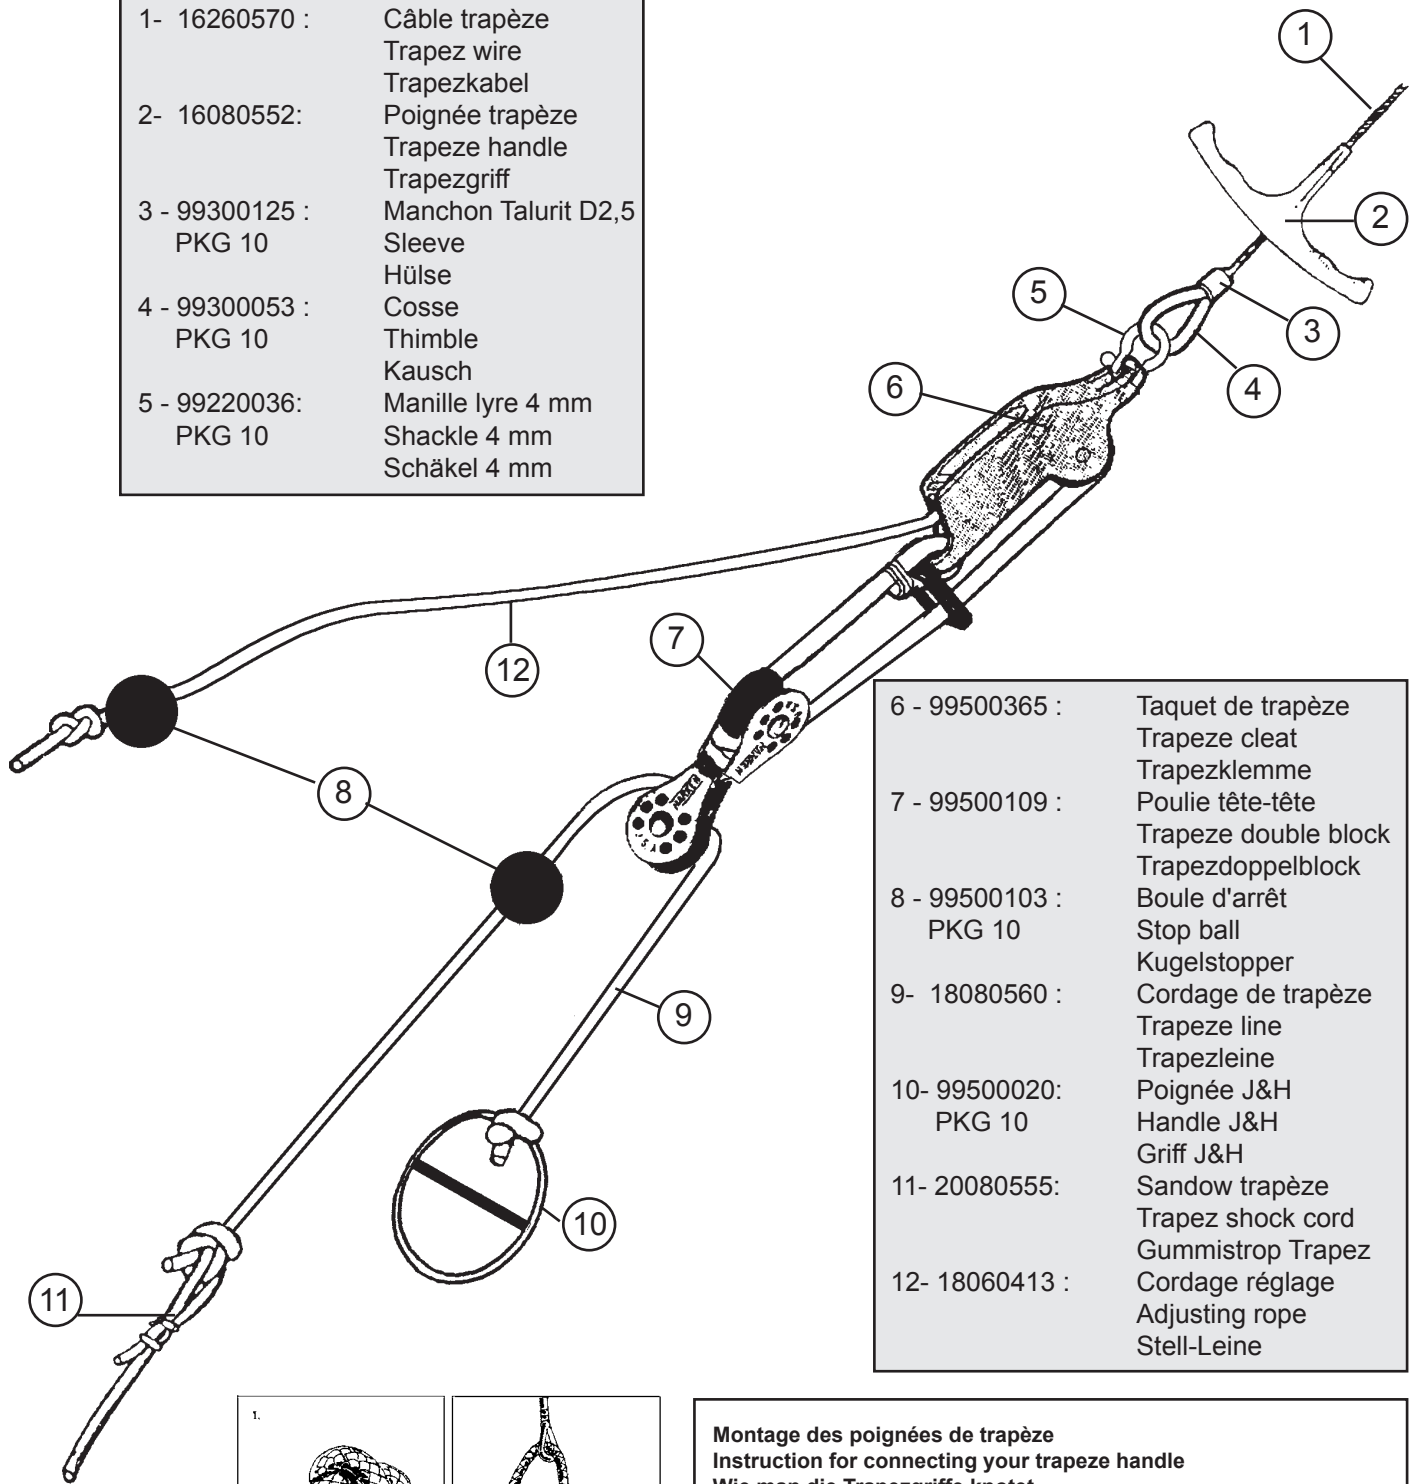 1- 16260570 : Câble trapèze
Trapez wire
Trapezkabel
2- 16080552: Poignée trapèze
Trapeze handle
Trapezgriff
3 - 99300125 : Manchon Talurit D2,5
PKG 10 Sleeve
Hülse
4 - 99300053 : Cosse
PKG 10 Thimble
Kausch
5 - 99220036: Manille lyre 4 mm
PKG 10 Shackle 4 mm
Schäkel 4 mm
1
2
3
4
5
6
7
12
8
9
10
11
6 - 99500365 : Taquet de trapèze
Trapeze cleat
Trapezklemme
7 - 99500109 : Poulie tête-tête
Trapeze double block
Trapezdoppelblock
8 - 99500103 : Boule d'arrêt
PKG 10 Stop ball
Kugelstopper
9- 18080560 : Cordage de trapèze
Trapeze line
Trapezleine
10- 99500020: Poignée J&H
PKG 10 Handle J&H
Griff J&H
11- 20080555: Sandow trapèze
Trapez shock cord
Gummistrop Trapez
12- 18060413 : Cordage réglage
Adjusting rope
Stell-Leine
1.
Montage des poignées de trapèze
Instruction for connecting your trapeze handle
Wie man die Trapezgriffe knotet